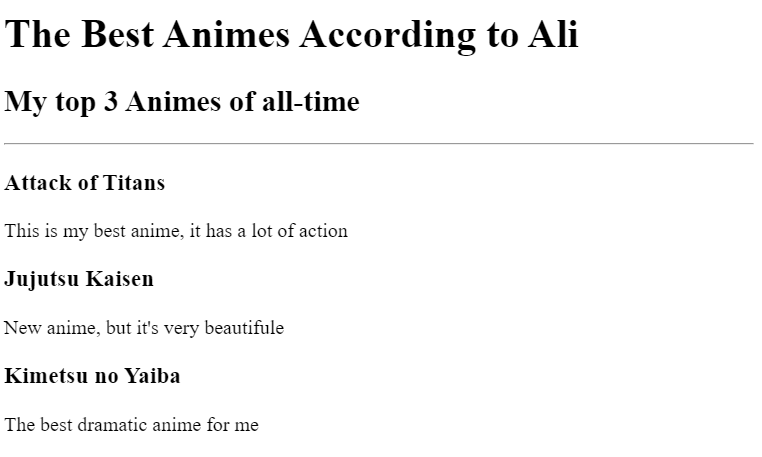 The Best Animes According to Ali
My top 3 Animes of all-time
Attack of Titans
This is my best anime, it has a lot of action
Jujutsu Kaisen
New anime, but it's very beautifule
Kimetsu no Yaiba
The best dramatic anime for me